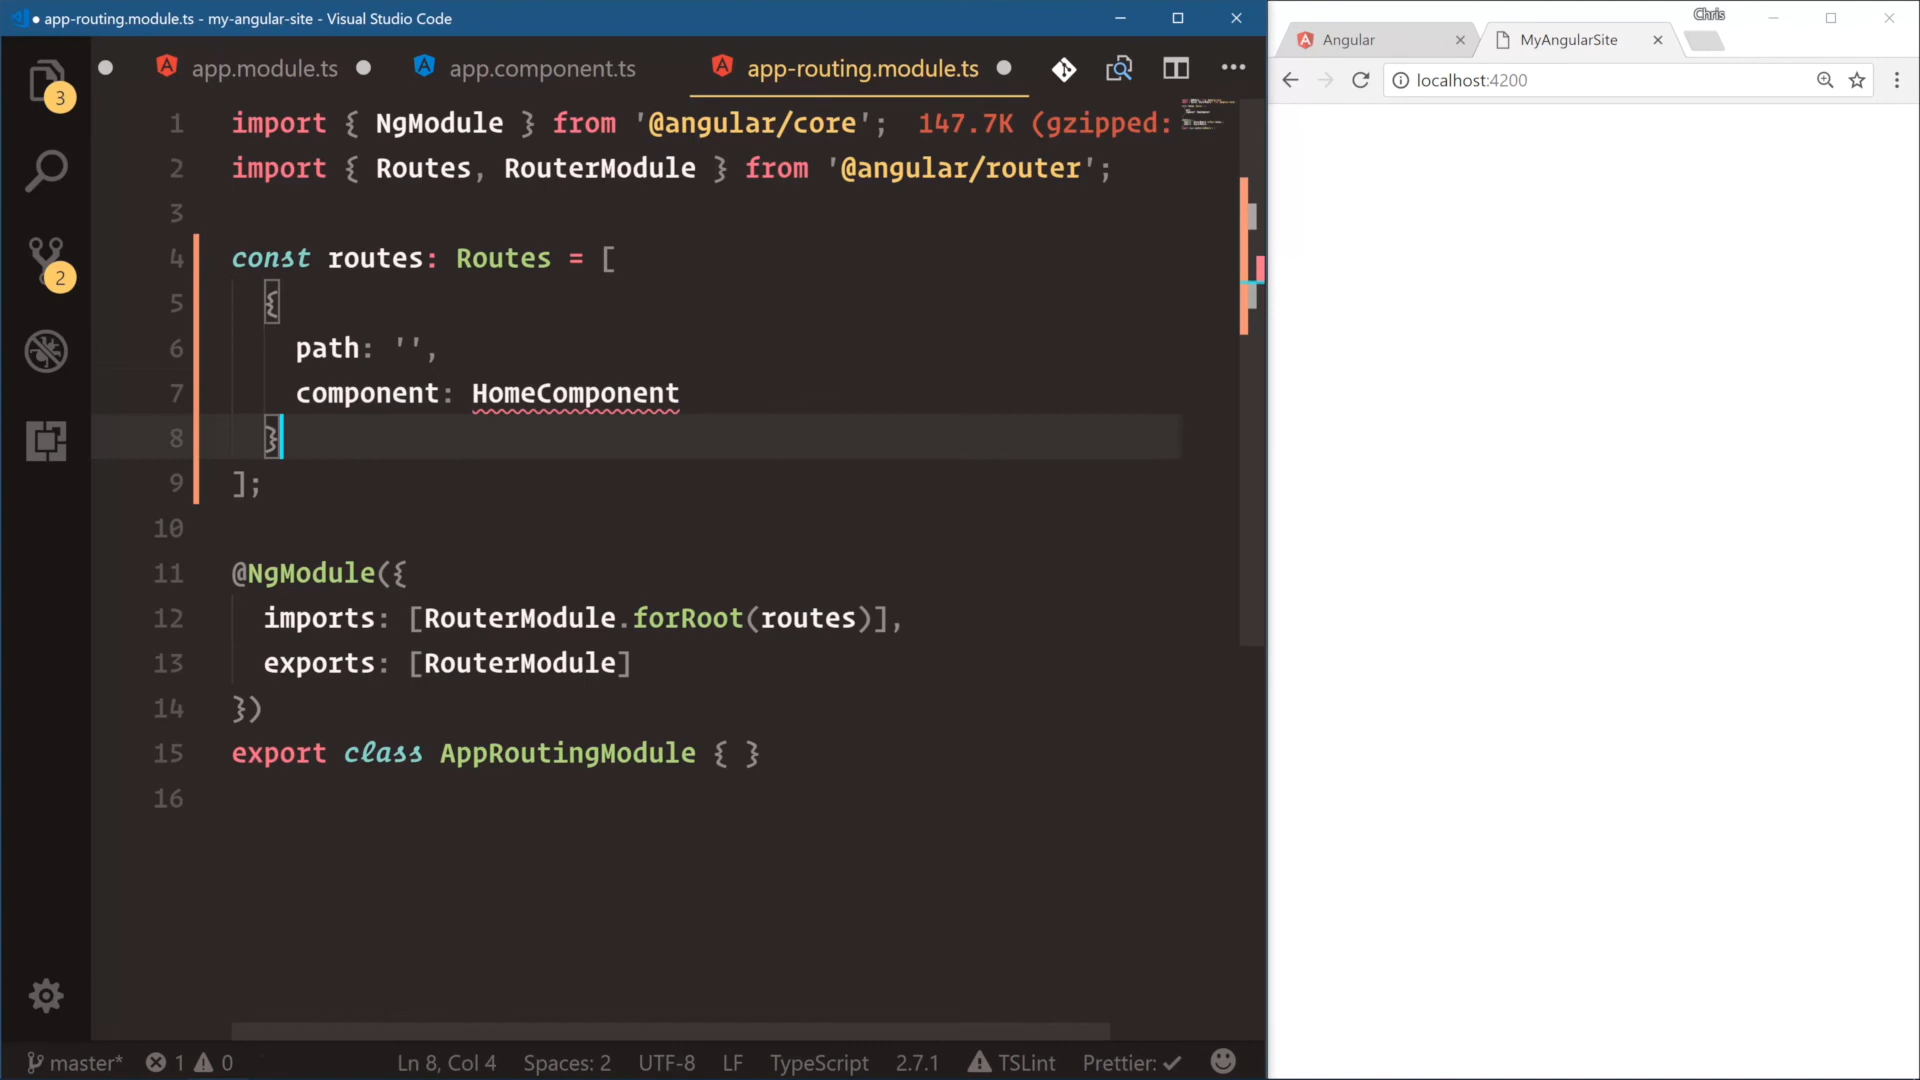 app-routing.module.ts - my-angular-site - Visual Studio Code
app.module.ts
app.component.ts
app-routing.module.ts
3
2
1 import { NgModule } from '@angular/core'; 147.7K (gzipped:
2 import { Routes, RouterModule } from '@angular/router';
3
4 const routes: Routes = [
5 {
6 path: '',
7 component: HomeComponent
8 }
9 ];
10
11 @NgModule({
12 imports: [RouterModule.forRoot(routes)],
13 exports: [RouterModule]
14 })
15 export class AppRoutingModule { }
16
master* 1 0 Ln 8, Col 4 Spaces: 2 UTF-8 LF TypeScript 2.7.1 TSLint Prettier: ✓
Chris
Angular
MyAngularSite
localhost:4200